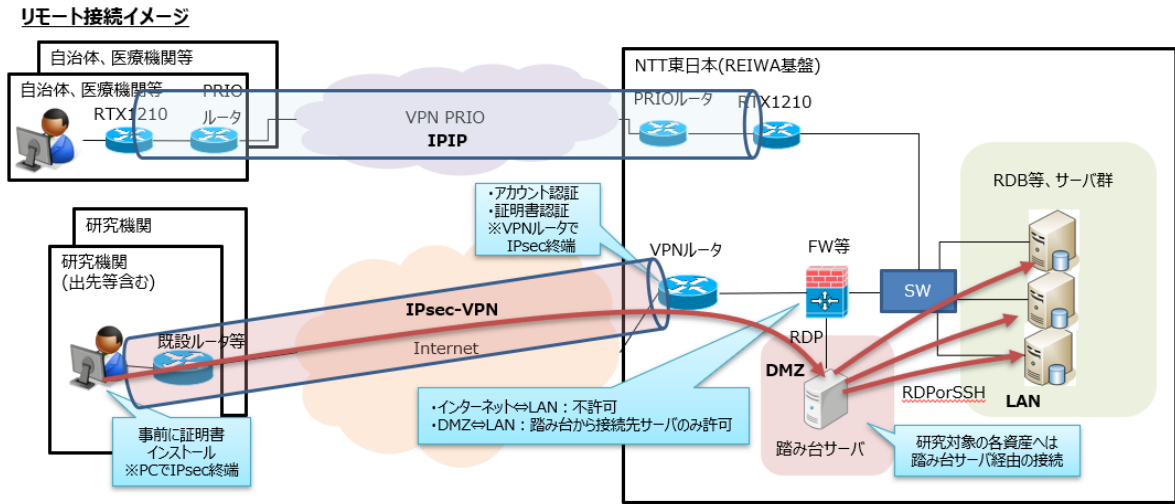 リモート接続イメージ
自治体、医療機関等
自治体、医療機関等
RTX1210
PRIO
ルータ
VPN PRIO
IPIP
NTT東日本(REIWA基盤)
PRIOルータ
RTX1210
RDB等、サーバ群
研究機関
研究機関
(出先等含む)
・アカウント認証
・証明書認証
※VPNルータで
IPsec終端
VPNルータ
FW等
SW
IPsec-VPN
既設ルータ等
Internet
RDP
DMZ
RDPorSSH
LAN
・インターネット⇔LAN：不許可
・DMZ⇔LAN：踏み台から接続先サーバのみ許可
事前に証明書
インストール
※PCでIPsec終端
踏み台サーバ
研究対象の各資産へは
踏み台サーバ経由の接続